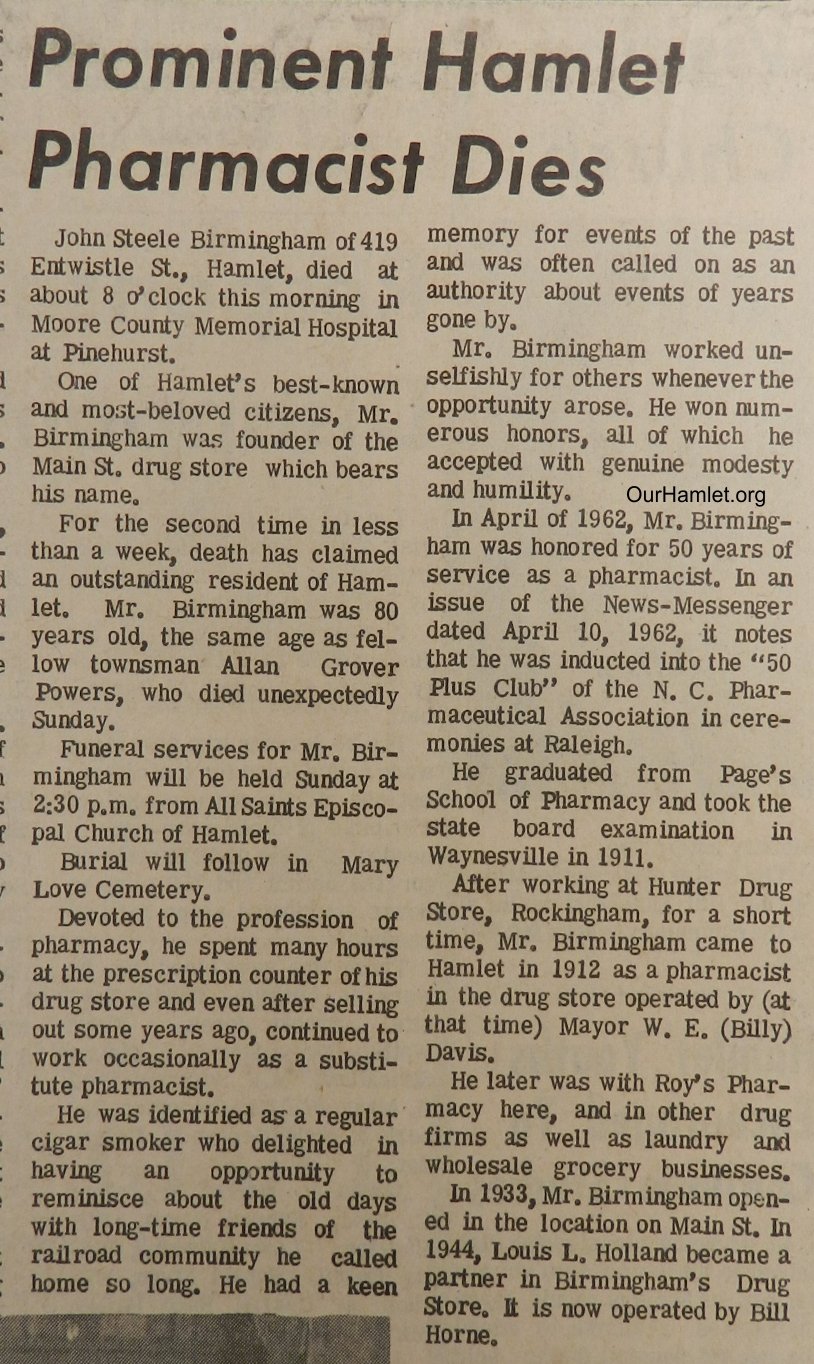 Prominent Hamlet
Pharmacist Dies
John Steele Birmingham of 419
Entwistle St., Hamlet, died at
about 8 o'clock this morning in
Moore County Memorial Hospital
at Pinehurst.
One of Hamlet's best-known
and most-beloved citizens, Mr.
Birmingham was founder of the
Main St. drug store which bears
his name.
For the second time in less
than a week, death has claimed
an outstanding resident of Ham-
let. Mr. Birmingham was 80
years old, the same age as fel-
low townsman Allan Grover
Powers, who died unexpectedly
Sunday.
Funeral services for Mr. Bir-
mingham will be held Sunday at
2:30 p.m. from All Saints Episco-
pal Church of Hamlet.
Burial will follow in Mary
Love Cemetery.
Devoted to the profession of
pharmacy, he spent many hours
at the prescription counter of his
drug store and even after selling
out some years ago, continued to
work occasionally as a substi-
tute pharmacist.
He was identified as a regular
cigar smoker who delighted in
having an opportunity to
reminisce about the old days
with long-time friends of the
railroad community he called
home so long. He had a keen
memory for events of the past
and was often called on as an
authority about events of years
gone by.
Mr. Birmingham worked un-
selfishly for others whenever the
opportunity arose. He won num-
erous honors, all of which he
accepted with genuine modesty
and humility.
OurHamlet.org
In April of 1962, Mr. Birming-
ham was honored for 50 years of
service as a pharmacist. In an
issue of the News-Messenger
dated April 10, 1962, it notes
that he was inducted into the "50
Plus Club" of the N. C. Phar-
maceutical Association in cere-
monies at Raleigh.
He graduated from Page's
School of Pharmacy and took the
state board examination in
Waynesville in 1911.
After working at Hunter Drug
Store, Rockingham, for a short
time, Mr. Birmingham came to
Hamlet in 1912 as a pharmacist
in the drug store operated by (at
that time) Mayor W. E. (Billy)
Davis.
He later was with Roy's Phar-
macy here, and in other drug
firms as well as laundry and
wholesale grocery businesses.
In 1933, Mr. Birmingham open-
ed in the location on Main St. In
1944, Louis L. Holland became a
partner in Birmingham's Drug
Store. It is now operated by Bill
Horne.